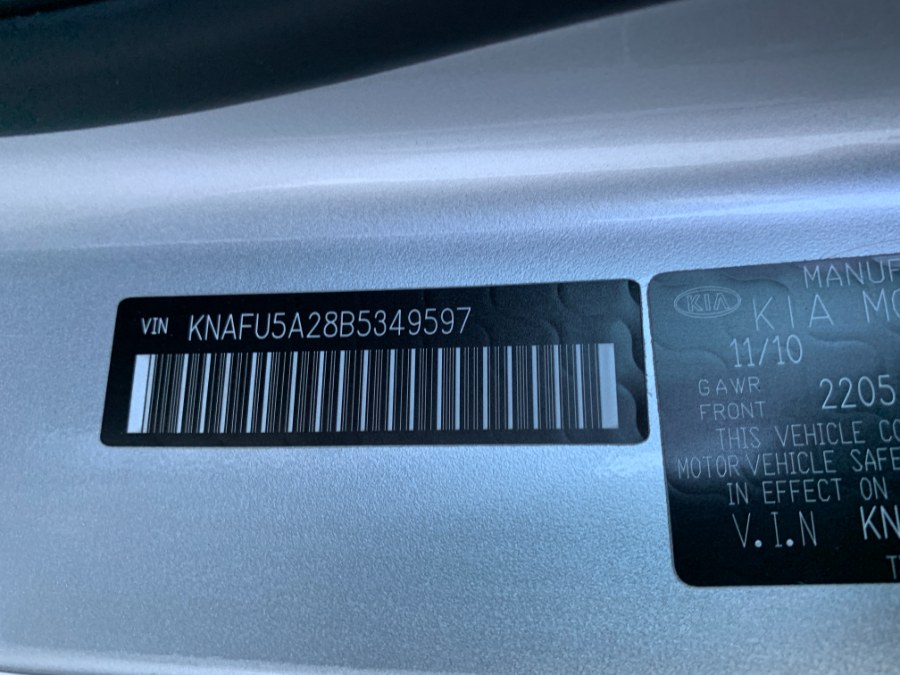 VIN KNAFU5A28B5349597
MANUF
KIA KIA MO
11/10
GAWR
FRONT 2205
THIS VEHICLE CO
MOTOR VEHICLE SAFE
IN EFFECT ON
V.I.N KN